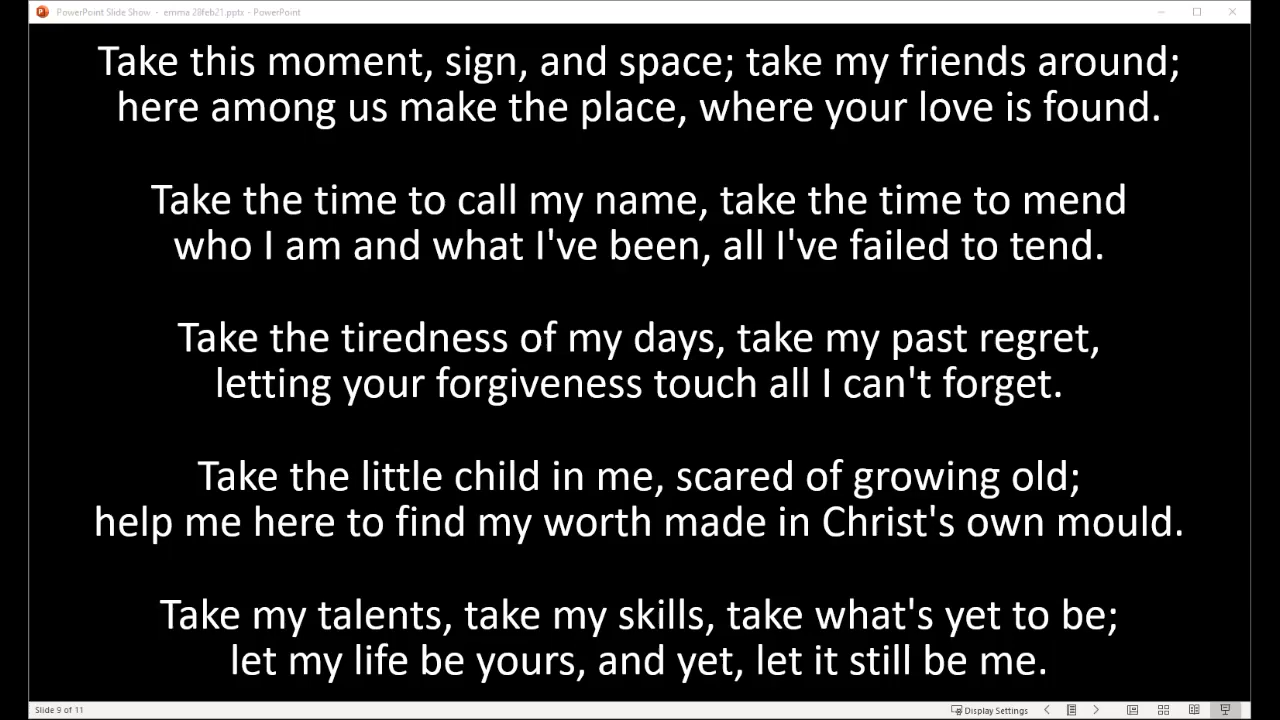 PowerPoint Slide Show - emma 28feb21.pptx - PowerPoint
Take this moment, sign, and space; take my friends around;
here among us make the place, where your love is found.
Take the time to call my name, take the time to mend
who I am and what I've been, all I've failed to tend.
Take the tiredness of my days, take my past regret,
letting your forgiveness touch all I can't forget.
Take the little child in me, scared of growing old;
help me here to find my worth made in Christ's own mould.
Take my talents, take my skills, take what's yet to be;
let my life be yours, and yet, let it still be me.
Slide 9 of 11
Display Settings